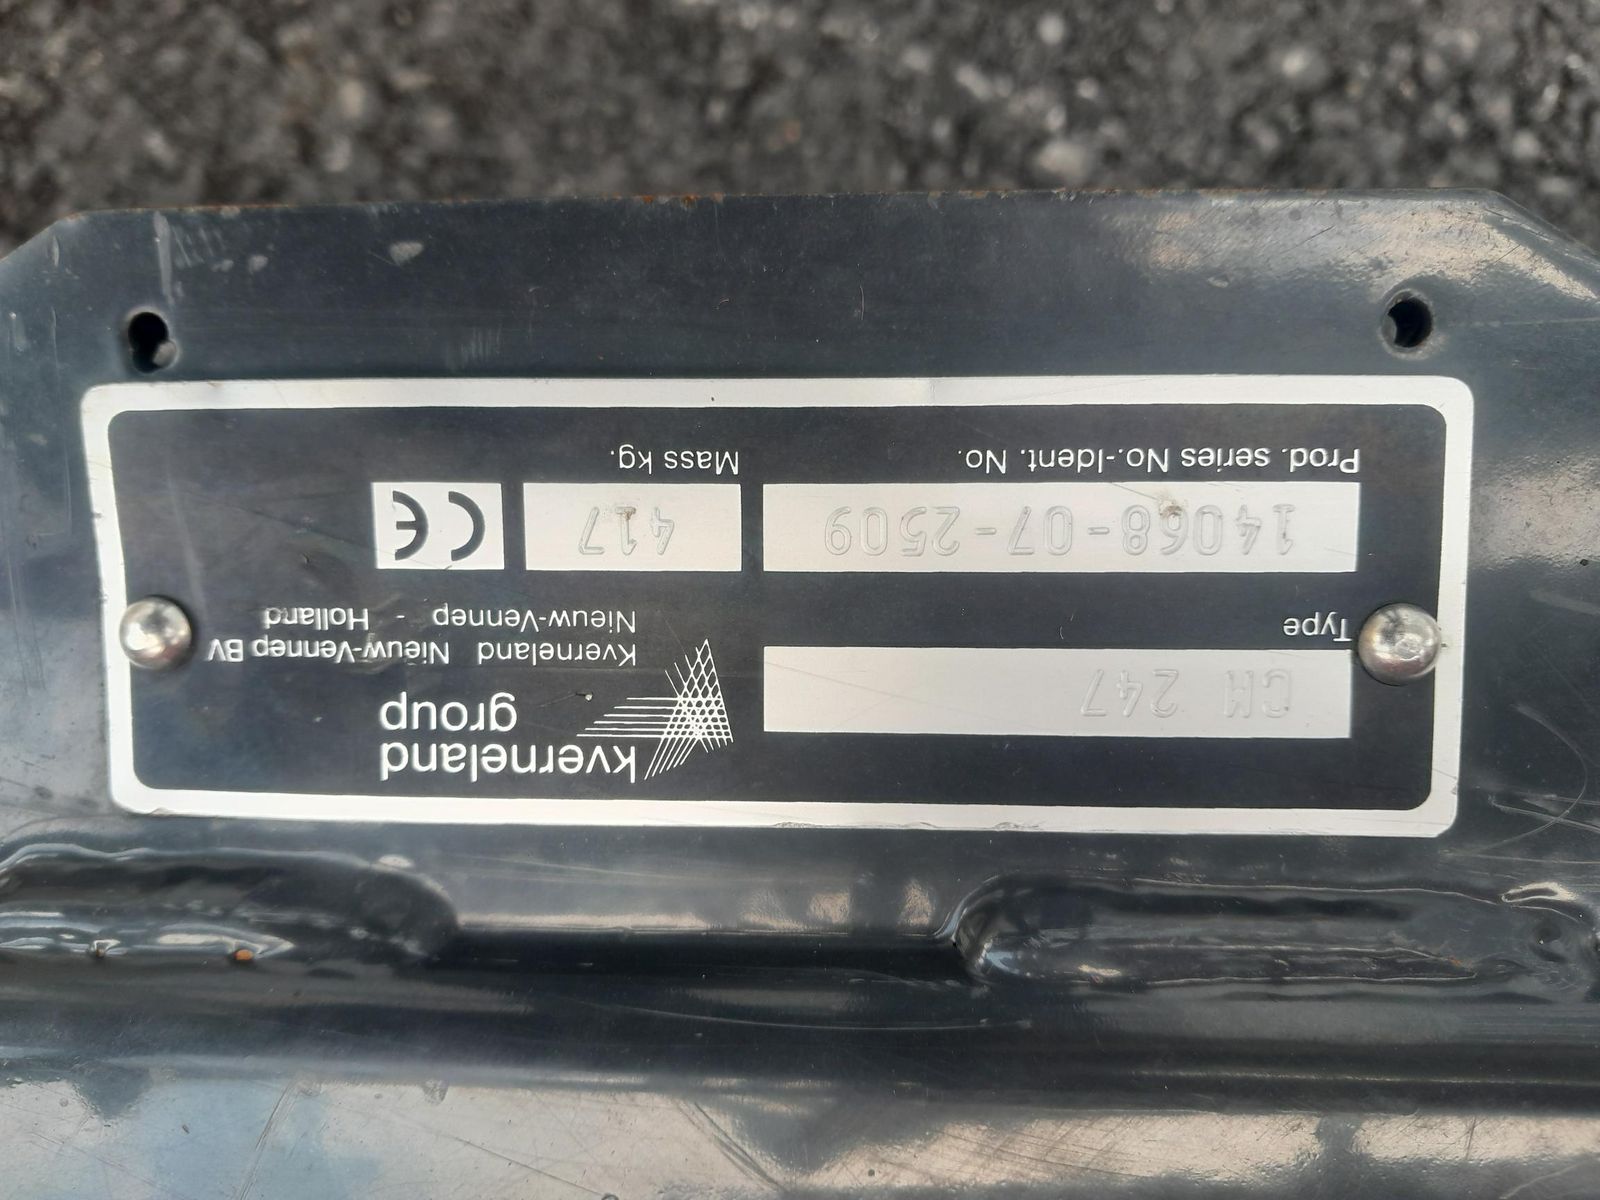 kverneland
group
Kverneland Nieuw-Vennep BV
Nieuw-Vennep - Holland
CM 247
Type
14068-07-2509
Prod. series No.-Ident. No.
417
Mass kg.
CE